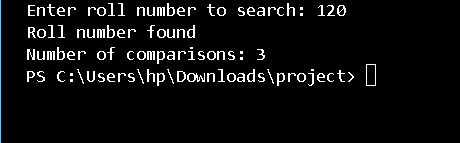 Enter roll number to search: 120
Roll number found
Number of comparisons: 3
PS C:\Users\hp\Downloads\project>